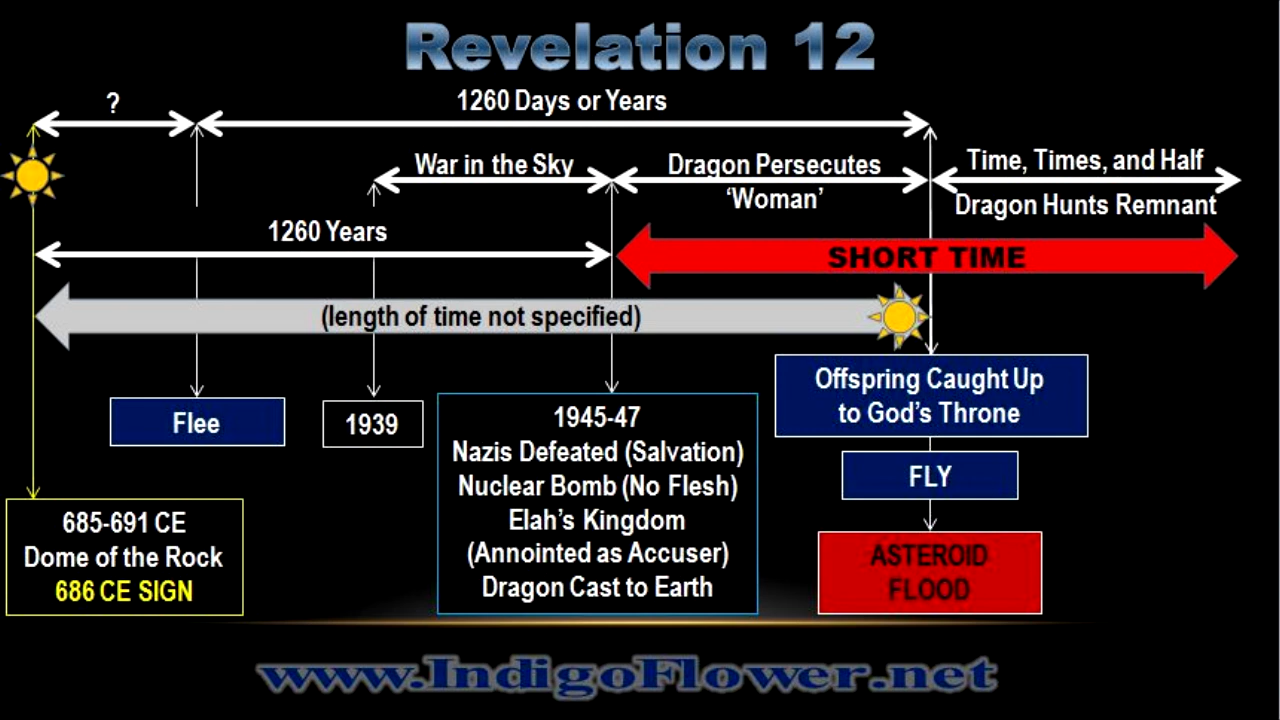 Revelation 12
?
1260 Days or Years
War in the Sky
Dragon Persecutes
‘Woman’
Time, Times, and Half
Dragon Hunts Remnant
1260 Years
SHORT TIME
(length of time not specified)
Flee
1939
1945-47
Nazis Defeated (Salvation)
Nuclear Bomb (No Flesh)
Elah’s Kingdom
(Annointed as Accuser)
Dragon Cast to Earth
Offspring Caught Up
to God’s Throne
FLY
ASTEROID
FLOOD
685-691 CE
Dome of the Rock
686 CE SIGN
www.IndigoFlower.net